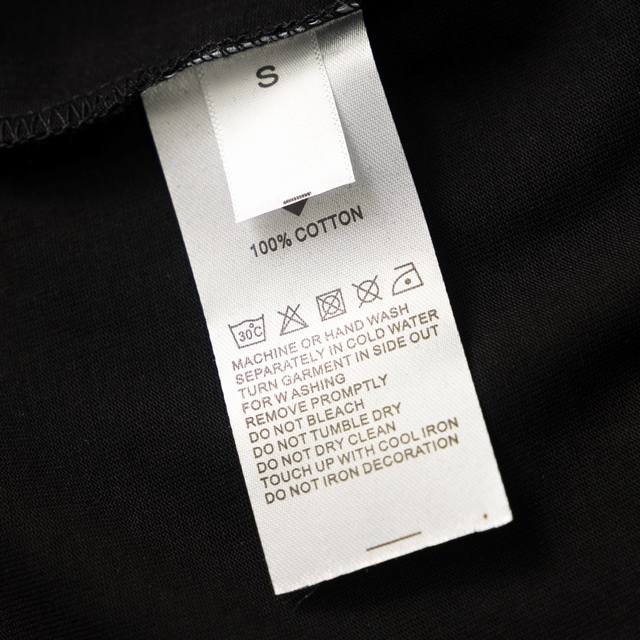 S
100% COTTON
30C
MACHINE OR HAND WASH
SEPARATELY IN COLD WATER
TURN GARMENT IN SIDE OUT
FOR WASHING
REMOVE PROMPTLY
DO NOT BLEACH
DO NOT TUMBLE DRY
DO NOT DRY CLEAN
TOUCH UP WITH COOL IRON
DO NOT IRON DECORATION